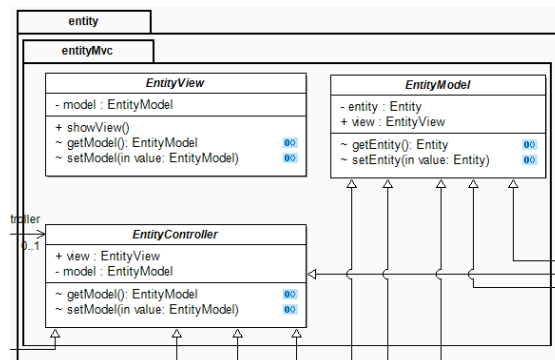 entity
entityMvc
EntityView
- model : EntityModel
+ showView()
~ getModel(): EntityModel
~ setModel(in value: EntityModel)
EntityModel
- entity : Entity
+ view : EntityView
~ getEntity(): Entity
~ setEntity(in value: Entity)
troller
0..1
EntityController
+ view : EntityView
- model : EntityModel
~ getModel(): EntityModel
~ setModel(in value: EntityModel)